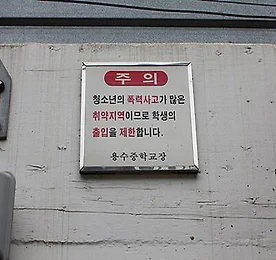 주 의
청소년의 폭력사고가 많은
취약지역이므로 학생의
출입을 제한합니다.
용수중학교장